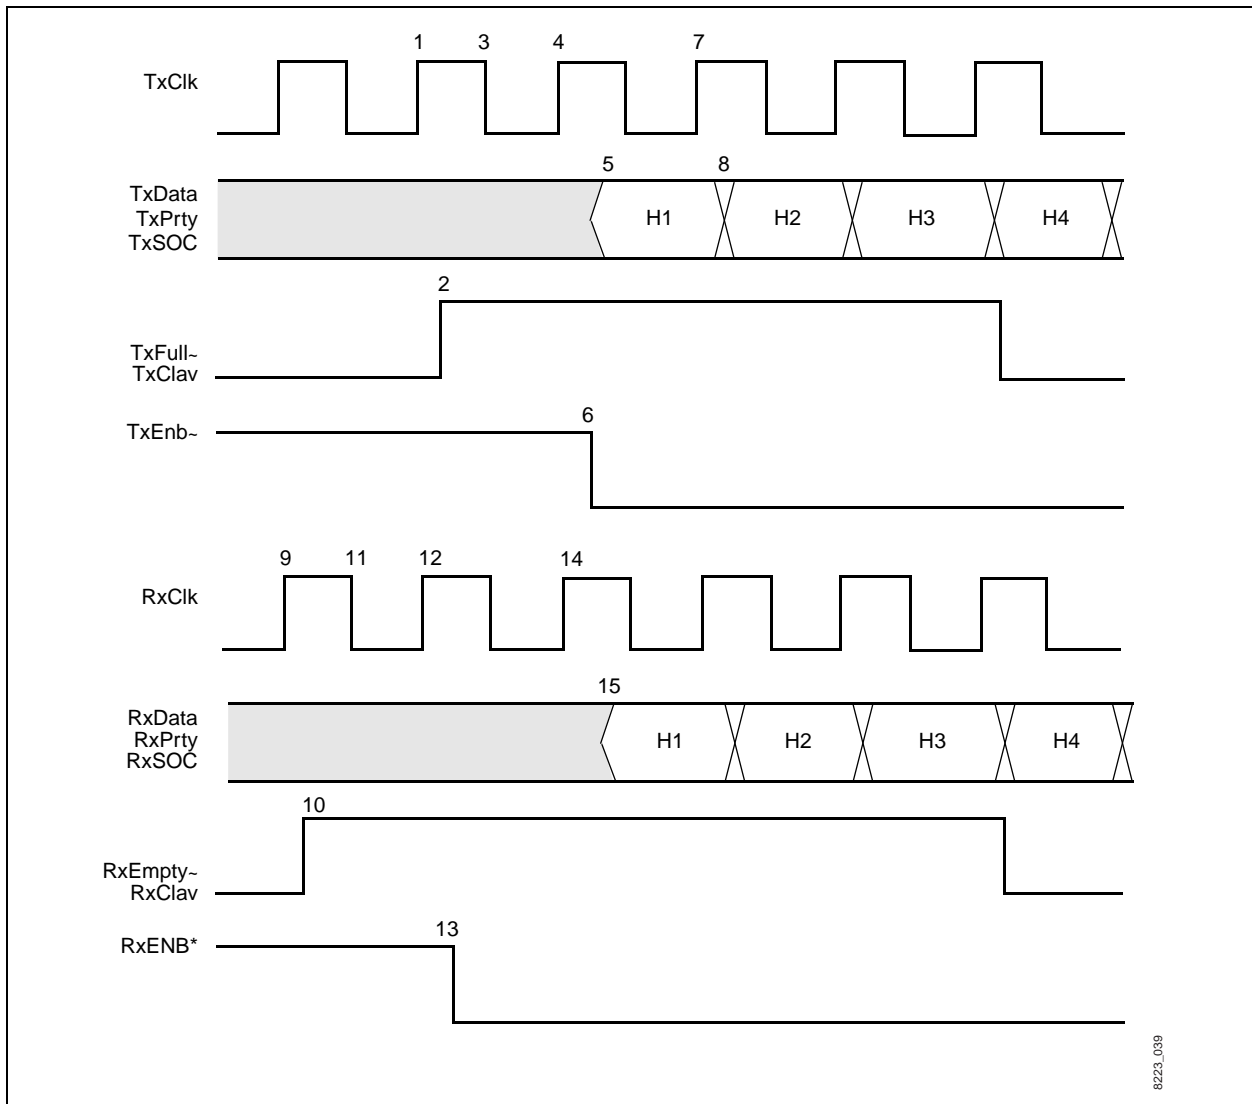 1 3 4 7
TxClk
5 8
TxData
TxPrty
TxSOC
H1 H2 H3 H4
2
TxFull~
TxClav
6
TxEnb~
9 11 12 14
RxClk
15
RxData
RxPrty
RxSOC
H1 H2 H3 H4
10
RxEmpty~
RxClav
13
RxENB*
8223_039